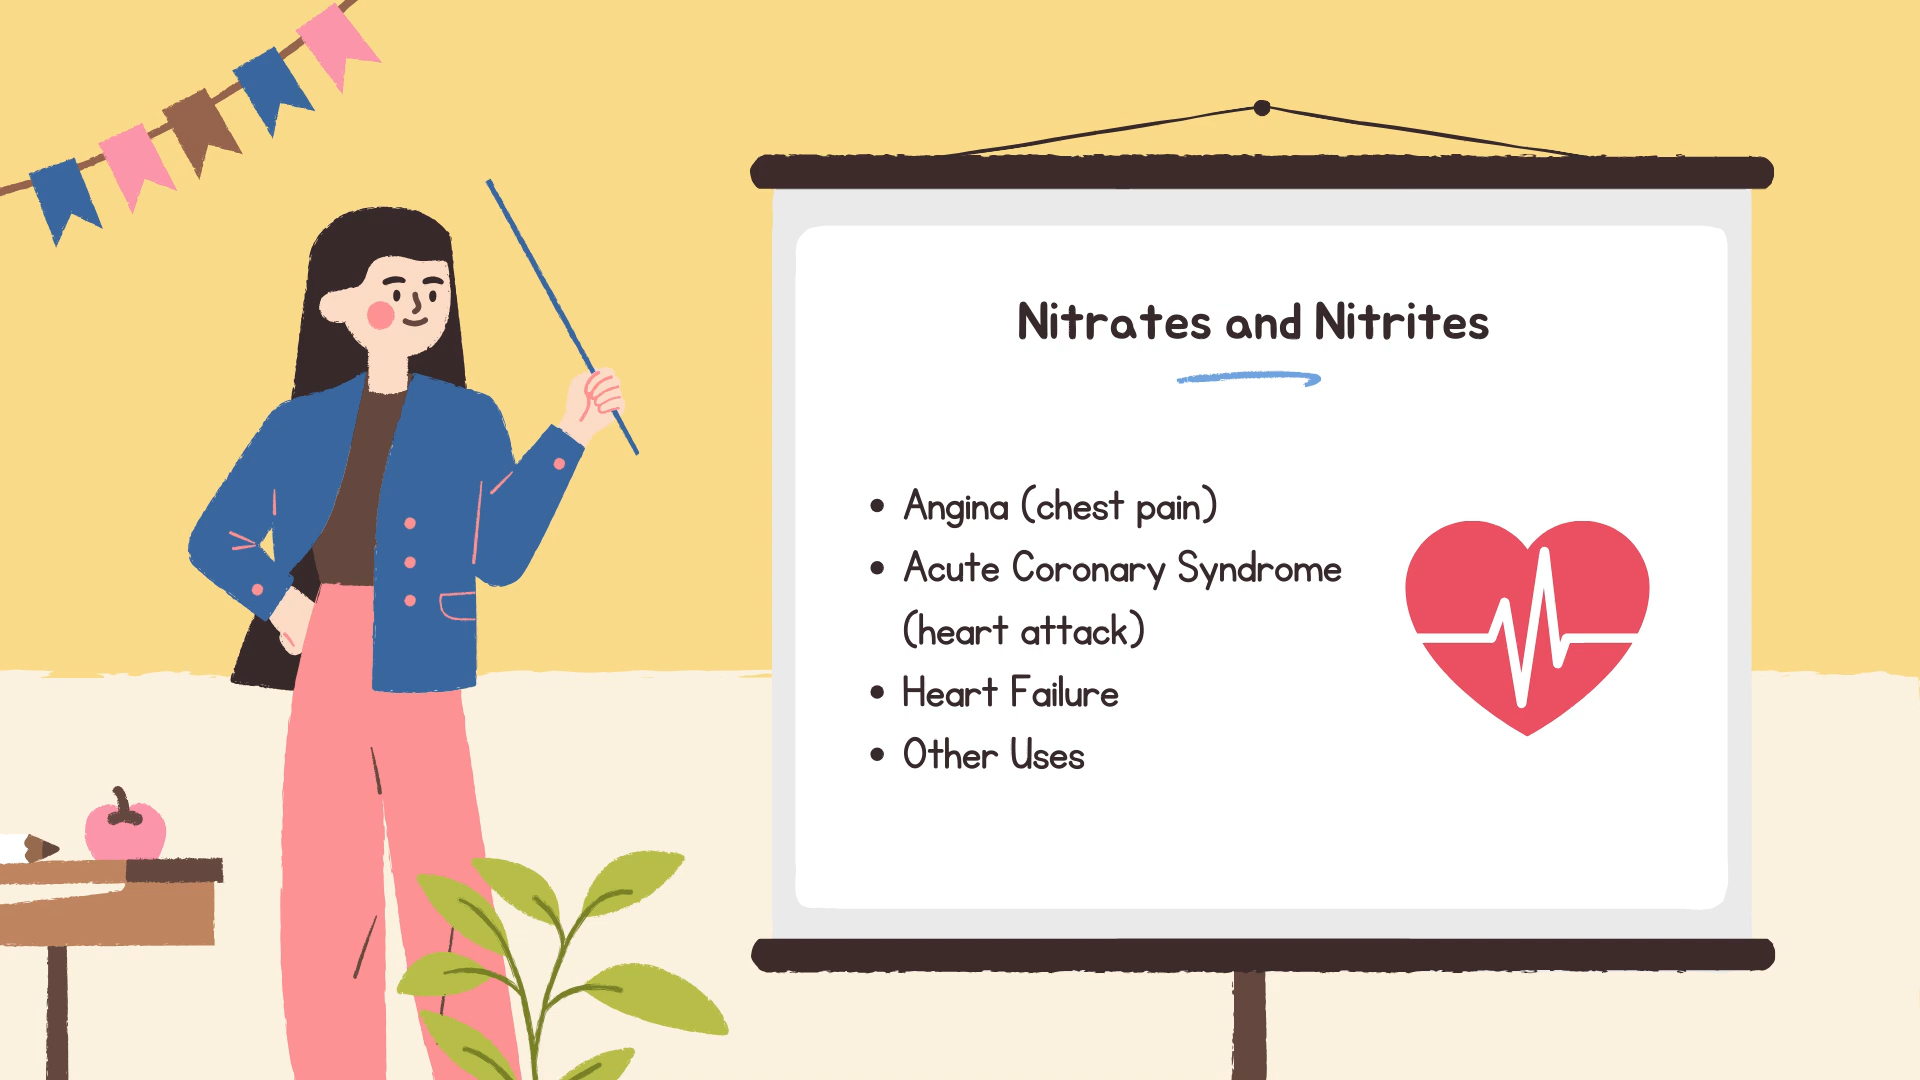 Nitrates and Nitrites
• Angina (chest pain)
• Acute Coronary Syndrome
(heart attack)
• Heart Failure
• Other Uses